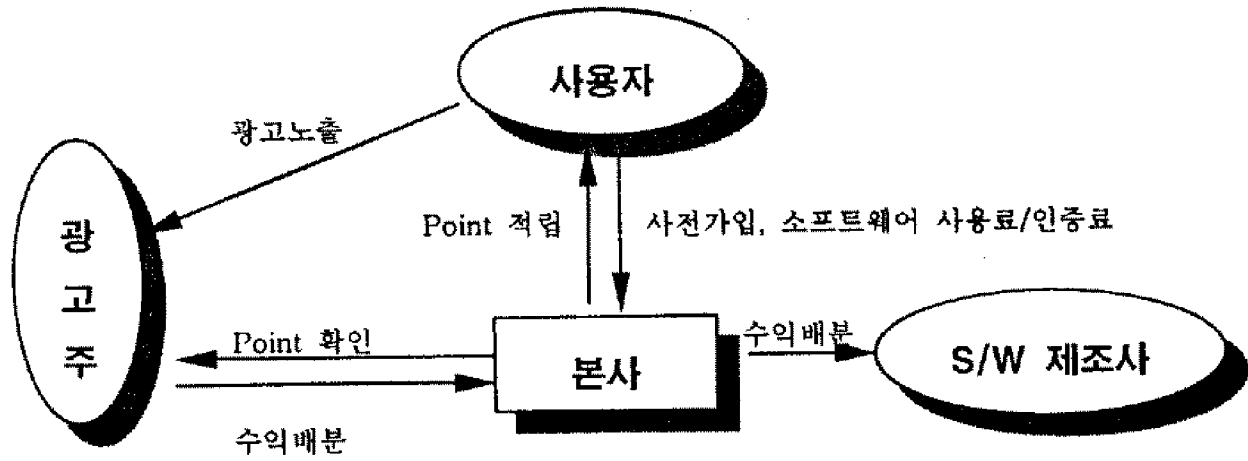 사용자
광고노출
광
고
주
Point 적립
사전가입, 소프트웨어 사용료/인증료
Point 확인
본사
수익배분
S/W 제조사
수익배분